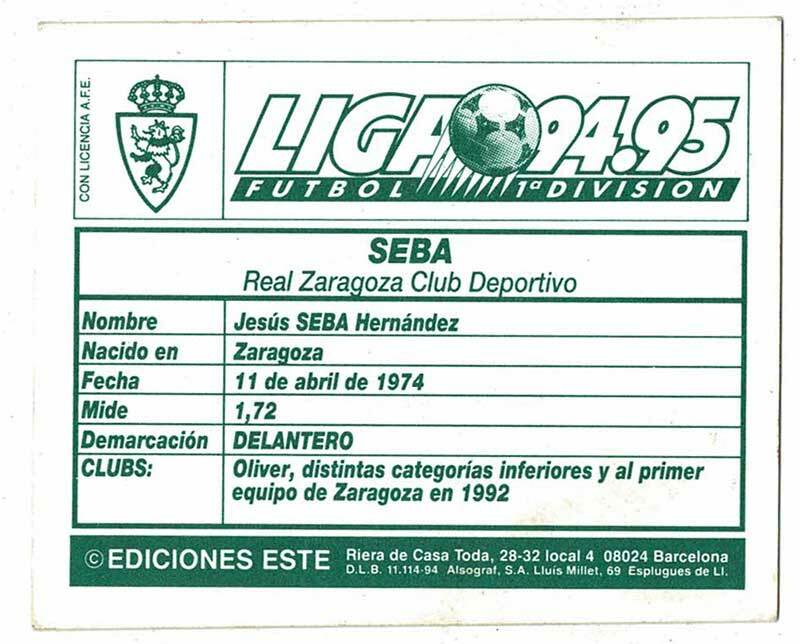 CON LICENCIA A.F.E.
LIGA 94.95
FUTBOL 1ª DIVISION
SEBA
Real Zaragoza Club Deportivo
Nombre Jesús SEBA Hernández
Nacido en Zaragoza
Fecha 11 de abril de 1974
Mide 1,72
Demarcación DELANTERO
CLUBS: Oliver, distintas categorías inferiores y al primer
equipo de Zaragoza en 1992
© EDICIONES ESTE Riera de Casa Toda, 28-32 local 4 08024 Barcelona
D.L.B. 11.114-94 Alsograf, S.A. Lluís Millet, 69 Esplugues de Ll.